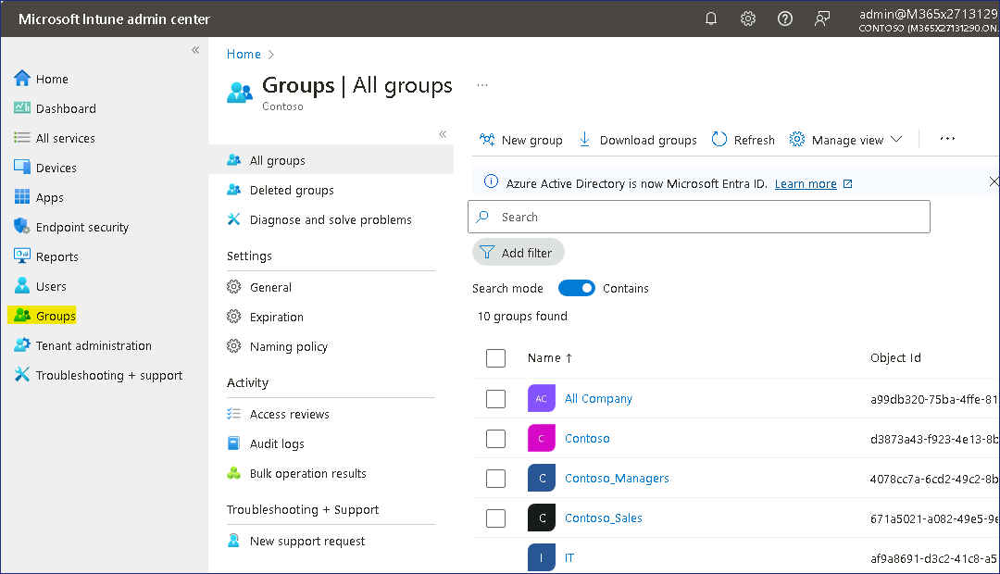 Microsoft Intune admin center
admin@M365x2713129
CONTOSO (M365X27131290.ON.
«
Home
Dashboard
All services
Devices
Apps
Endpoint security
Reports
Users
Groups
Tenant administration
Troubleshooting + support
Home >
Groups | All groups ...
Contoso
«
All groups
Deleted groups
Diagnose and solve problems
Settings
General
Expiration
Naming policy
Activity
Access reviews
Audit logs
Bulk operation results
Troubleshooting + Support
New support request
New group Download groups Refresh Manage view ...
Azure Active Directory is now Microsoft Entra ID. Learn more
Search
Add filter
Search mode Contains
10 groups found
Name ↑ Object Id
AC All Company a99db320-75ba-4ffe-81
C Contoso d3873a43-f923-4e13-8b
C Contoso_Managers 4078cc7a-6cd2-49c2-8b
C Contoso_Sales 671a5021-a082-49e5-9e
I IT af9a8691-d3c2-41c8-a5